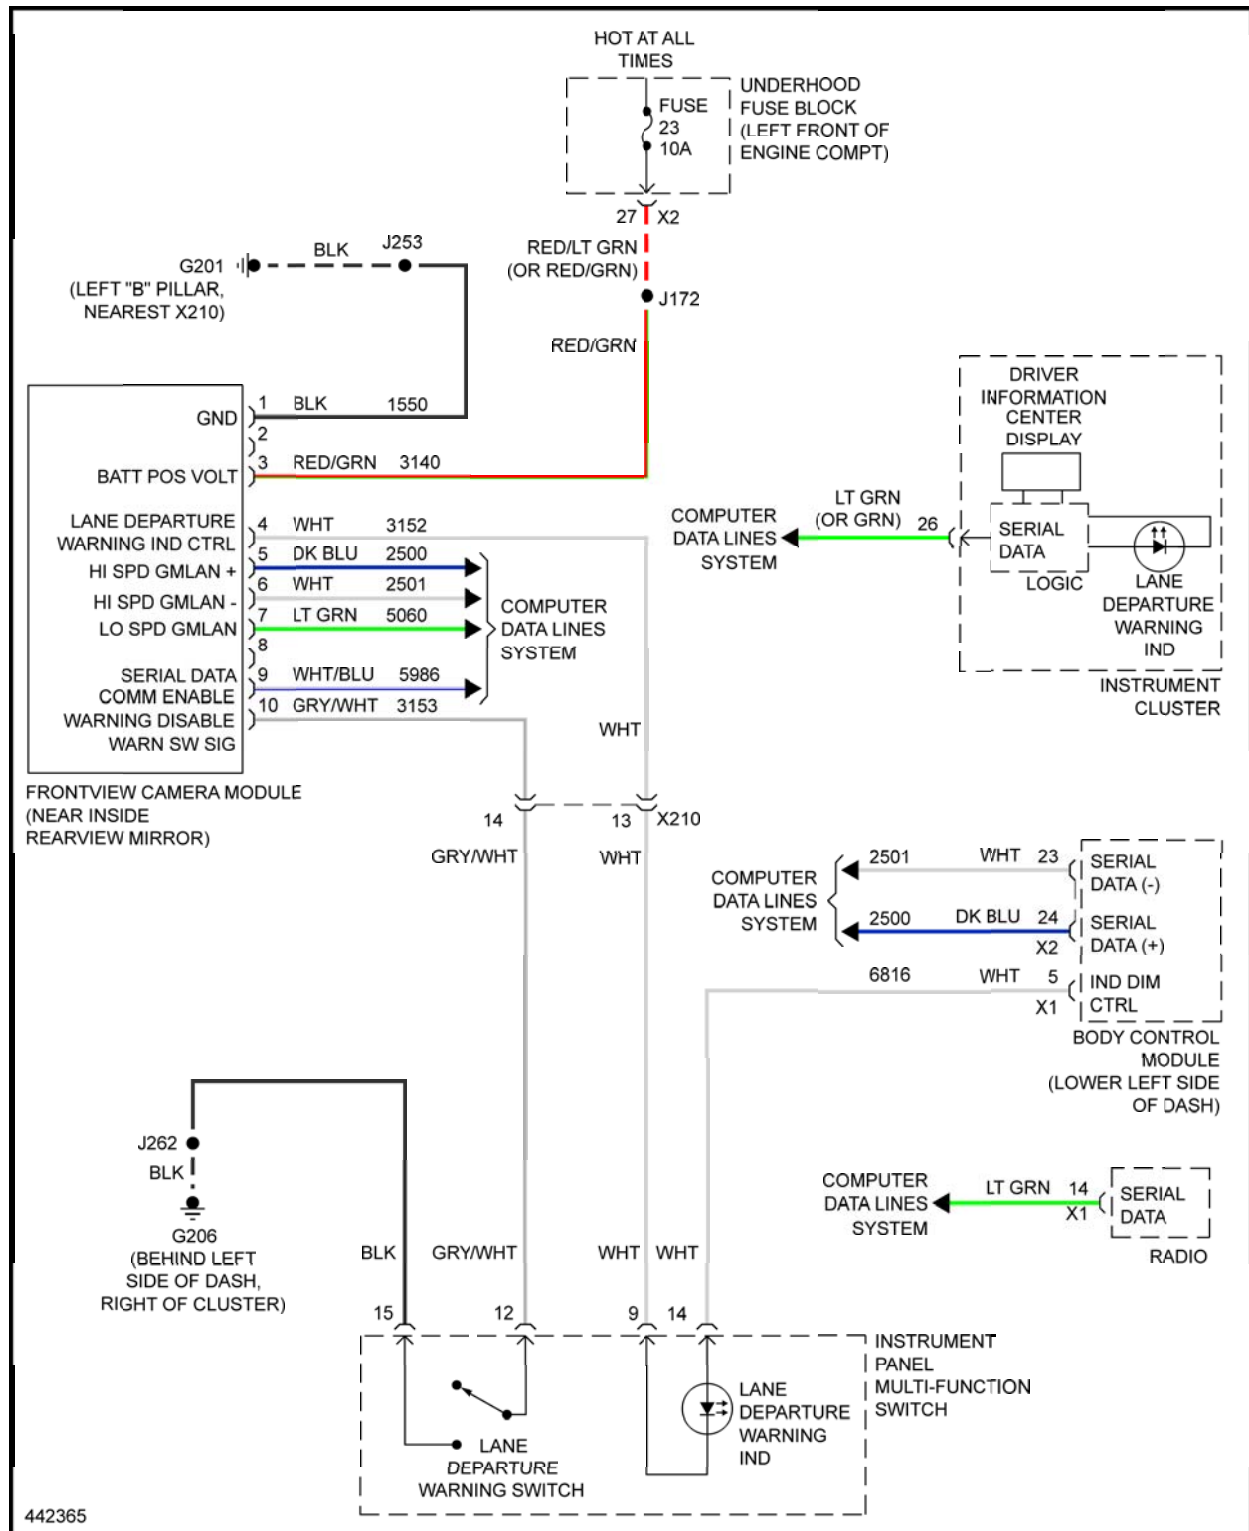 HOT AT ALL
TIMES
FUSE
23
10A
UNDERHOOD
FUSE BLOCK
(LEFT FRONT OF
ENGINE COMPT)
27 X2
RED/LT GRN
(OR RED/GRN)
J172
RED/GRN
BLK
J253
G201
(LEFT "B" PILLAR,
NEAREST X210)
GND
1 BLK 1550
2
BATT POS VOLT
3 RED/GRN 3140
LANE DEPARTURE
WARNING IND CTRL
4 WHT 3152
HI SPD GMLAN +
5 DK BLU 2500
HI SPD GMLAN -
6 WHT 2501
LO SPD GMLAN
7 LT GRN 5060
8
SERIAL DATA
COMM ENABLE
9 WHT/BLU 5986
WARNING DISABLE
WARN SW SIG
10 GRY/WHT 3153
COMPUTER
DATA LINES
SYSTEM
FRONTVIEW CAMERA MODULE
(NEAR INSIDE
REARVIEW MIRROR)
DRIVER
INFORMATION
CENTER
DISPLAY
COMPUTER
DATA LINES
SYSTEM
LT GRN
(OR GRN)
26
SERIAL
DATA
LOGIC
LANE
DEPARTURE
WARNING
IND
INSTRUMENT
CLUSTER
WHT
14
13 X210
GRY/WHT
WHT
COMPUTER
DATA LINES
SYSTEM
2501 WHT 23
SERIAL
DATA (-)
2500 DK BLU 24
X2
SERIAL
DATA (+)
6816 WHT 5
X1
IND DIM
CTRL
BODY CONTROL
MODULE
(LOWER LEFT SIDE
OF DASH)
J262
BLK
G206
(BEHIND LEFT
SIDE OF DASH,
RIGHT OF CLUSTER)
COMPUTER
DATA LINES
SYSTEM
LT GRN 14
X1
SERIAL
DATA
RADIO
BLK GRY/WHT WHT WHT
15 12 9 14
INSTRUMENT
PANEL
MULTI-FUNCTION
SWITCH
LANE
DEPARTURE
WARNING
IND
LANE
DEPARTURE
WARNING SWITCH
442365